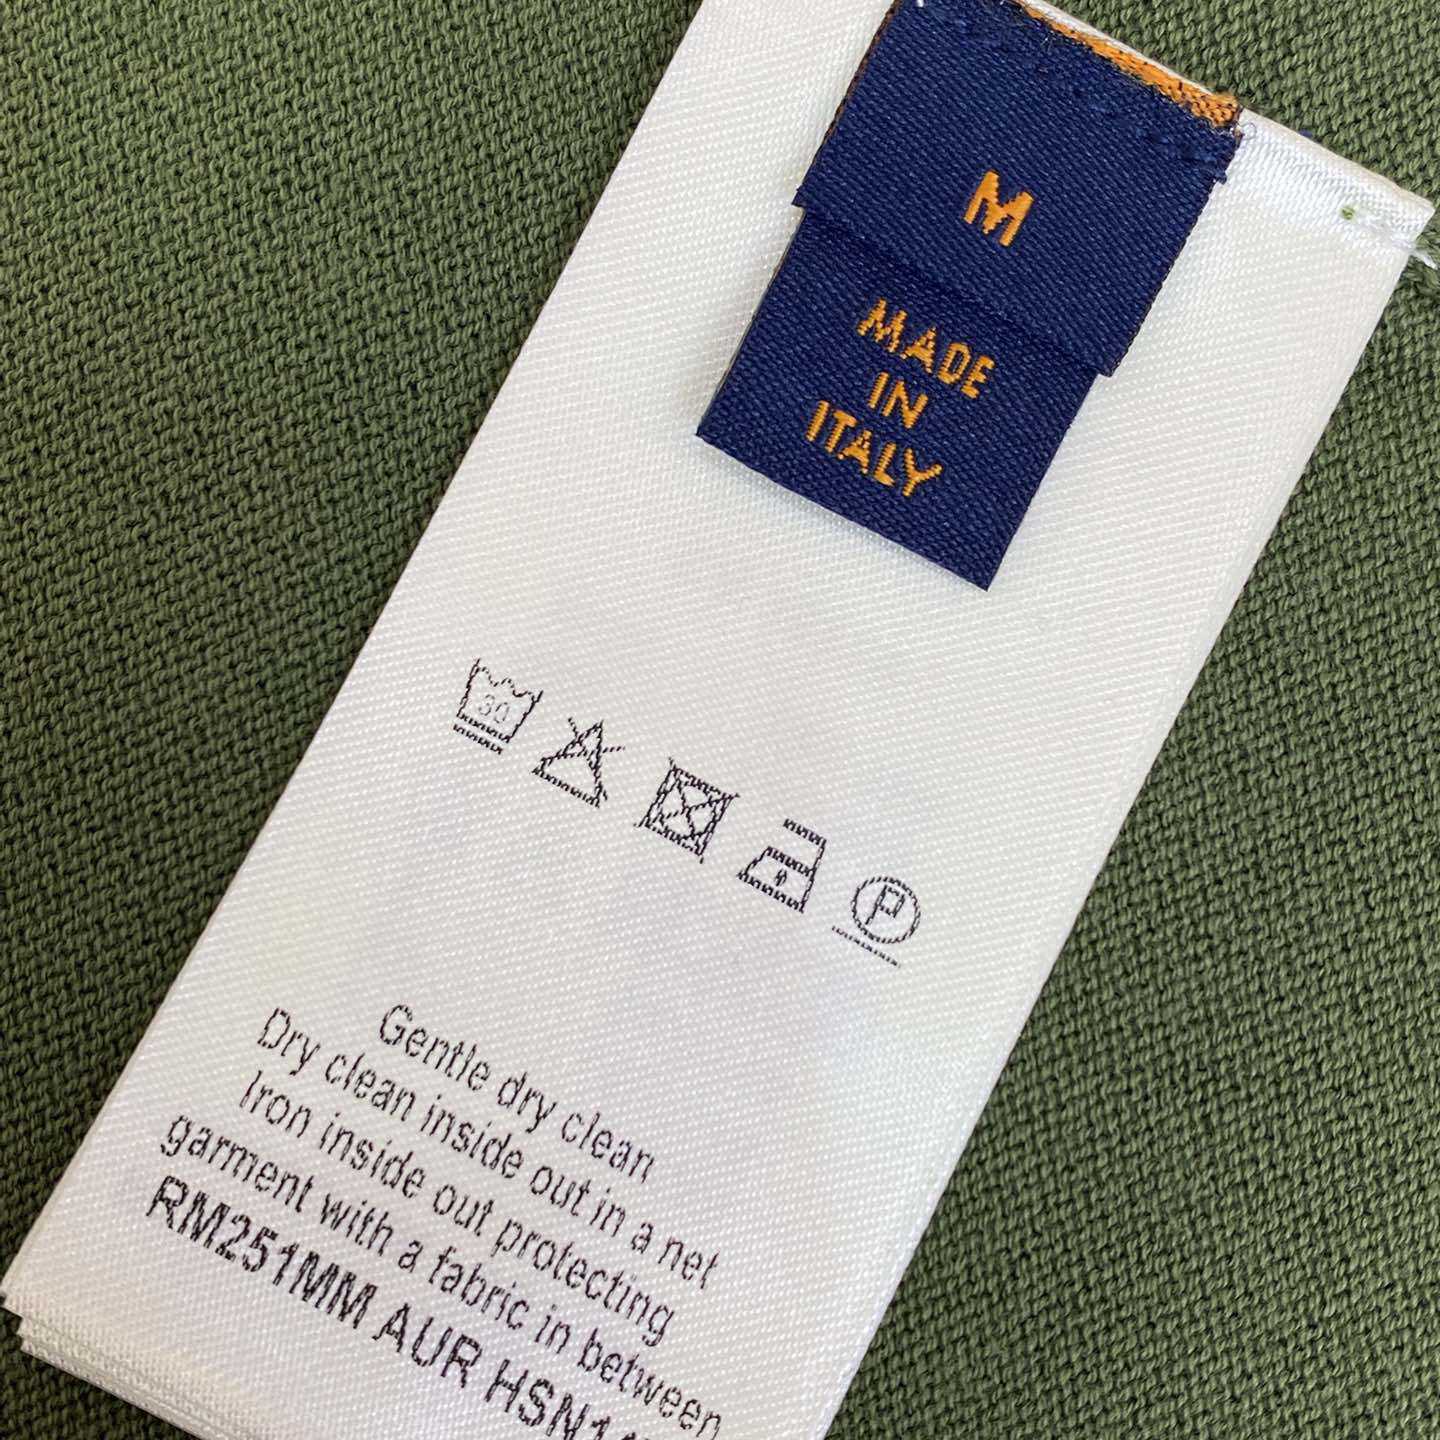 M
MADE
IN
ITALY
30
P
Gentle dry clean
Dry clean inside out in a net
Iron inside out protecting
garment with a fabric in between
RM251MM AUR